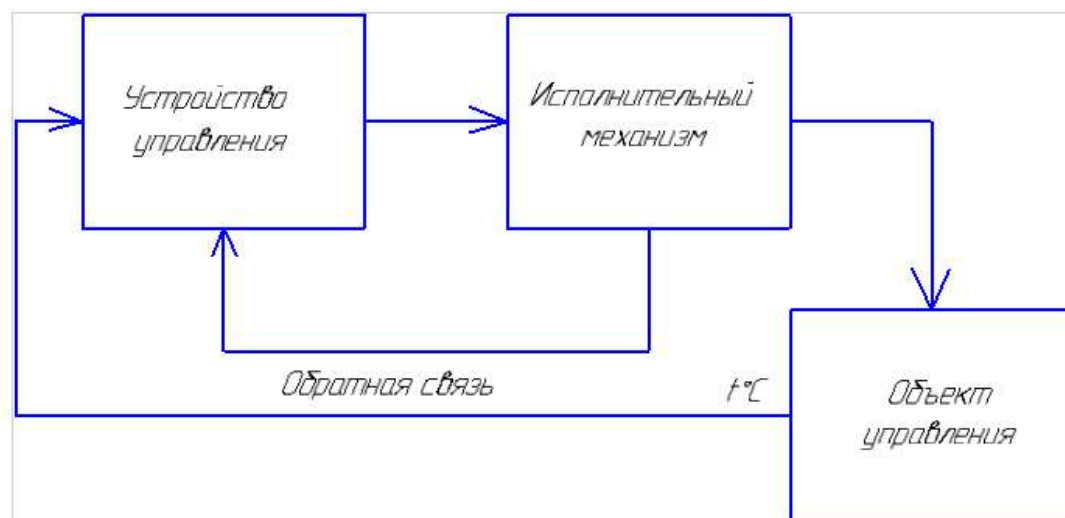 Устройство
управления
Исполнительный
механизм
Обратная связь
t°C
Объект
управления